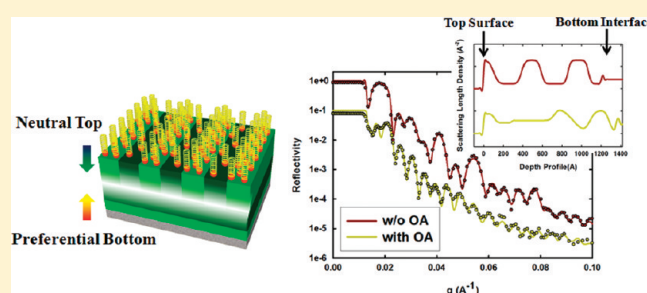 Top Surface
Bottom Interface
Neutral Top
Preferential Bottom
Scattering Length Density (A⁻²)
0 200 400 600 800 1000 1200 1400
Depth Profile(A)
Reflectivity
1e+0
1e-1
1e-2
1e-3
1e-4
1e-5
1e-6
w/o OA
with OA
0.00 0.02 0.04 0.06 0.08 0.10
q (A⁻¹)